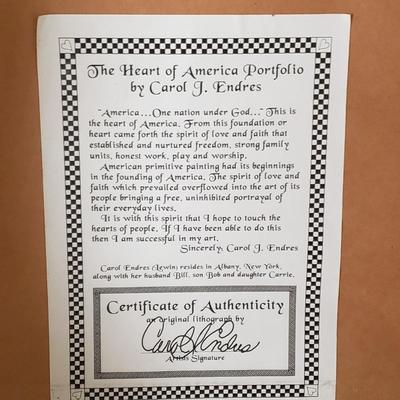 The Heart of America Portfolio
by Carol J. Endres
"America...One nation under God..." This is
the heart of America. From this foundation or
heart came forth the spirit of love and faith that
established and nurtured freedom, strong family
units, honest work, play and worship.
American primitive painting had its beginnings
in the founding of America. The spirit of love and
faith which prevailed overflowed into the art of its
people bringing a free, uninhibited portrayal of
their everyday lives.
It is with this spirit that I hope to touch the
hearts of people. If I have been able to do this
then I am successful in my art.
Sincerely: Carol J. Endres
Carol Endres (Lewin) resides in Albany, New York,
along with her husband Bill, son Bob and daughter Carrie.
Certificate of Authenticity
an original lithograph by
Carol J Endres
Artists Signature